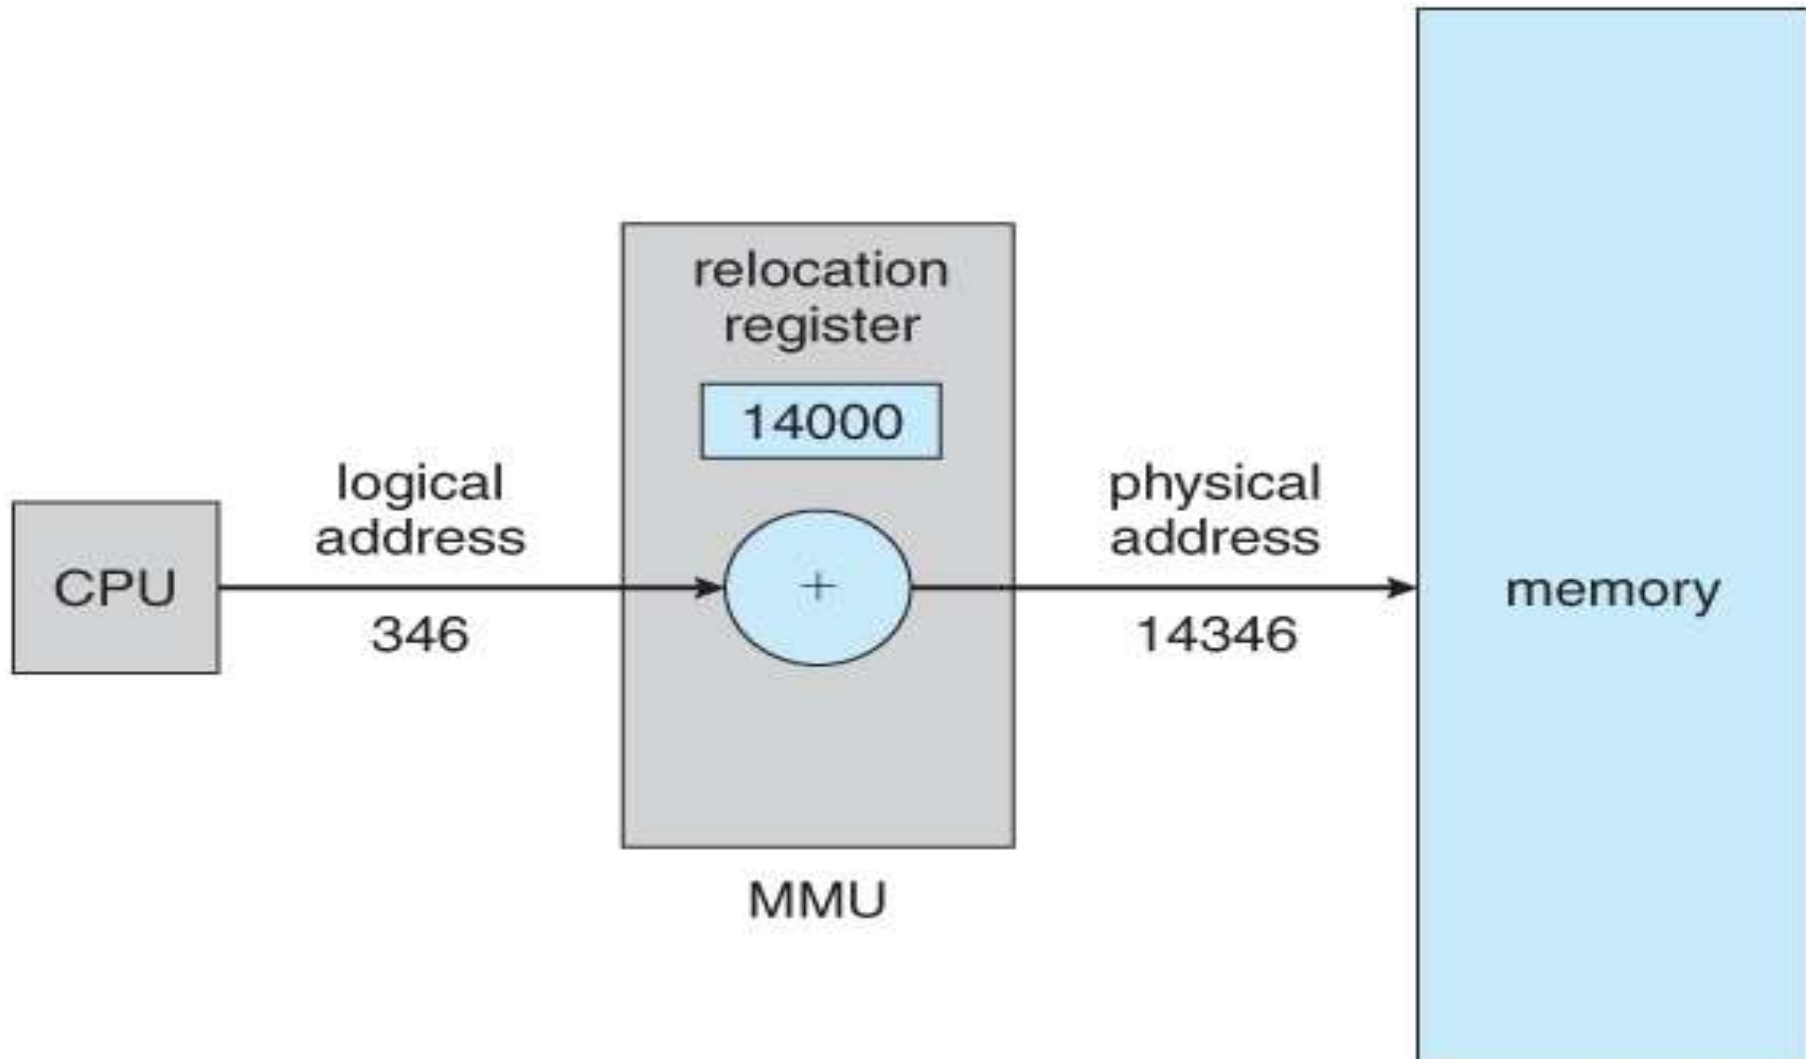 relocation
register
14000
logical
address
physical
address
CPU
+
memory
346
14346
MMU